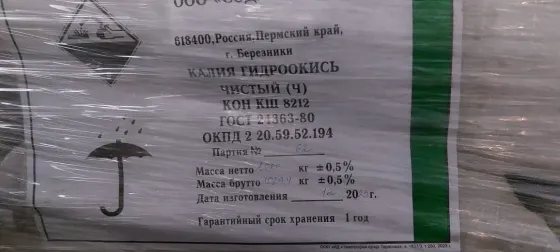 ООО
618400, Россия. Пермский край,
г. Березники
КАЛИЯ ГИДРООКИСЬ
ЧИСТЫЙ (Ч)
КОН КШ 8212
ГОСТ 24363-80
ОКПД 2 20.59.52.194
Партия №
Масса нетто кг ±0,5%
Масса брутто кг ±0,5%
Дата изготовления 20 г.
Гарантийный срок хранения 1 год